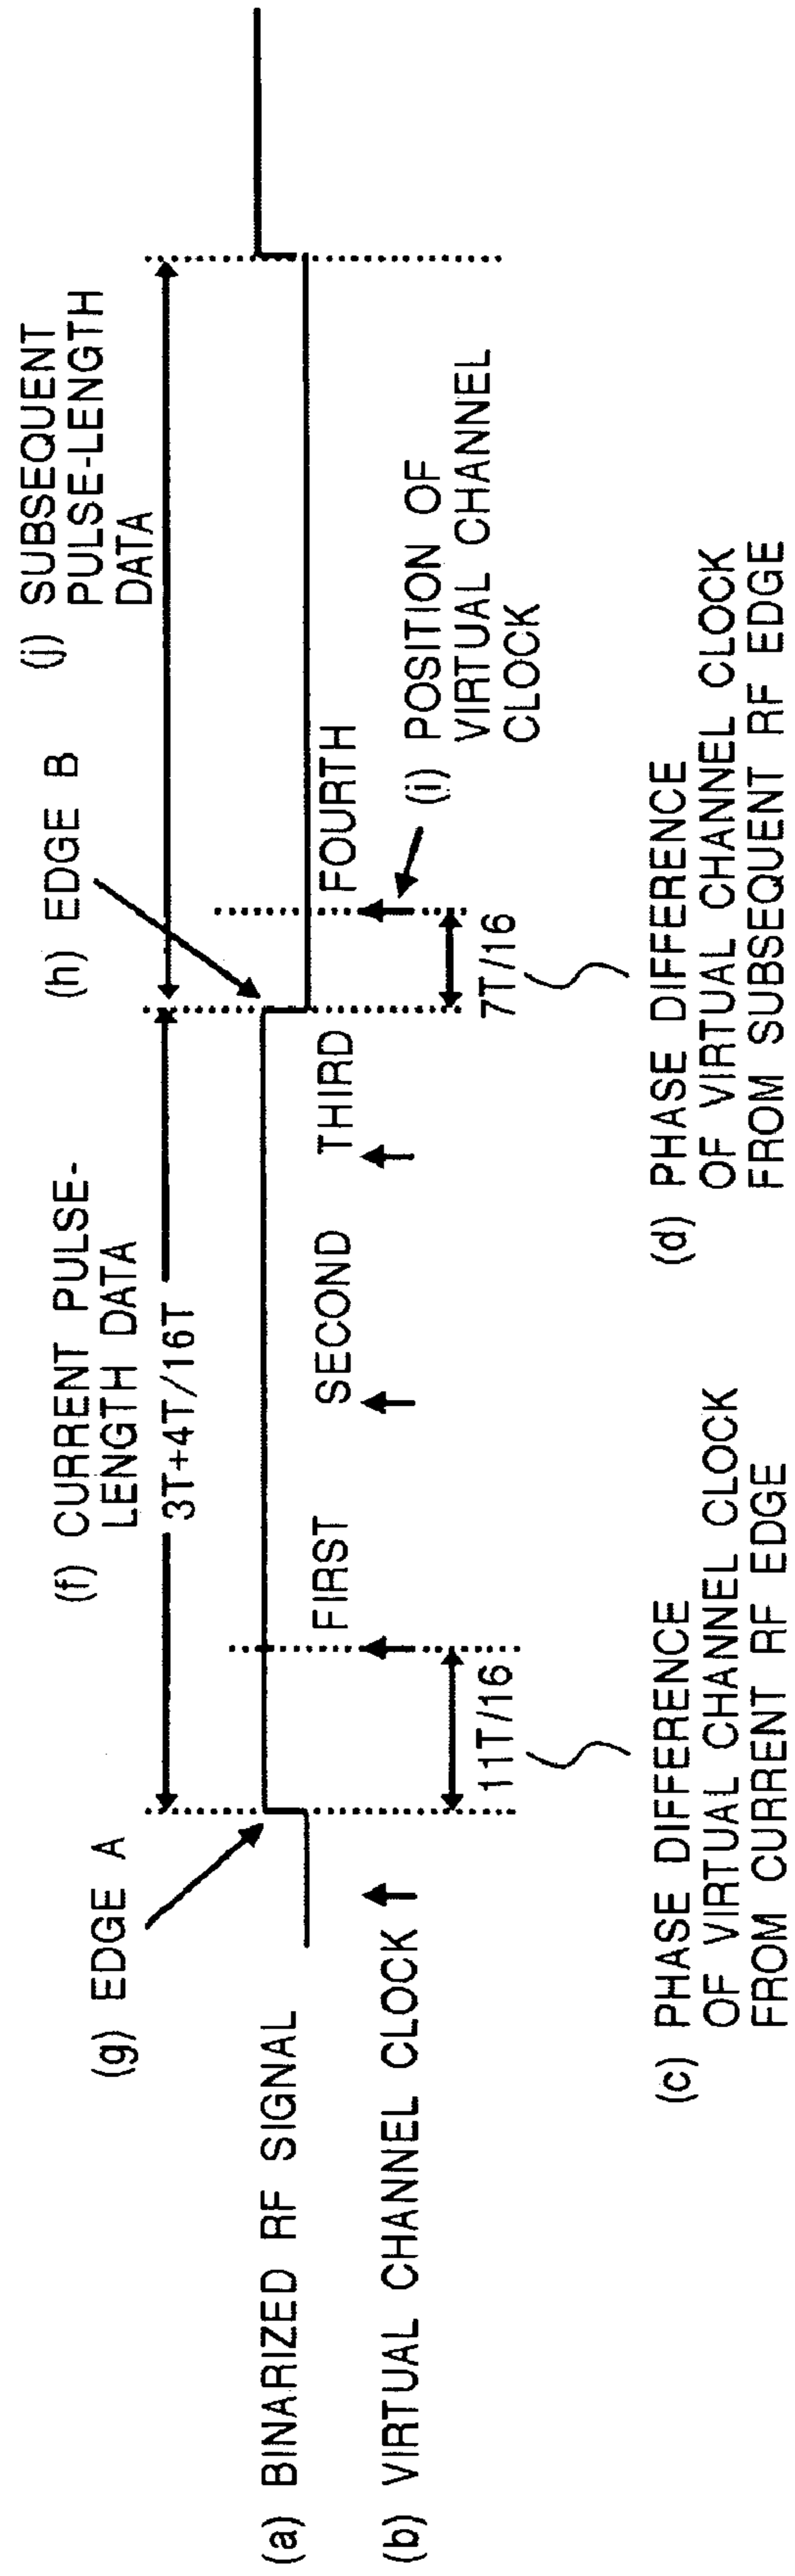 (a) BINARIZED RF SIGNAL
(b) VIRTUAL CHANNEL CLOCK
(g) EDGE A
(f) CURRENT PULSE-
LENGTH DATA
3T+4T/16T
(h) EDGE B
(j) SUBSEQUENT
PULSE-LENGTH
DATA
FIRST
SECOND
THIRD
FOURTH
(i) POSITION OF
VIRTUAL CHANNEL
CLOCK
11T/16
7T/16
(c) PHASE DIFFERENCE
OF VIRTUAL CHANNEL CLOCK
FROM CURRENT RF EDGE
(d) PHASE DIFFERENCE
OF VIRTUAL CHANNEL CLOCK
FROM SUBSEQUENT RF EDGE